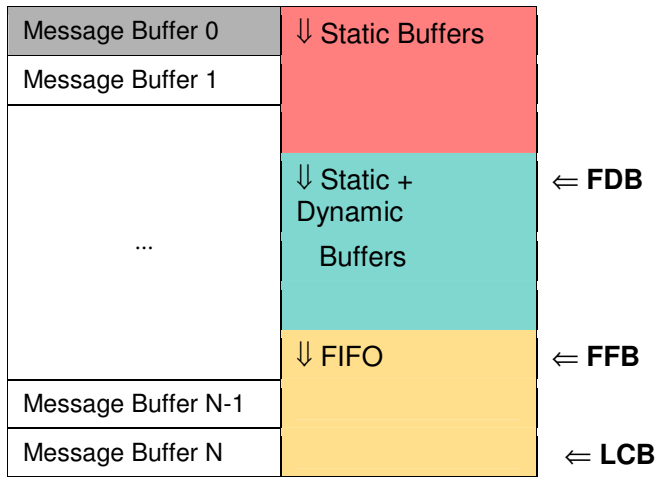 Message Buffer 0
⇓ Static Buffers
Message Buffer 1
⇓ Static +
Dynamic
Buffers
⇐ FDB
...
⇓ FIFO
⇐ FFB
Message Buffer N-1
Message Buffer N
⇐ LCB